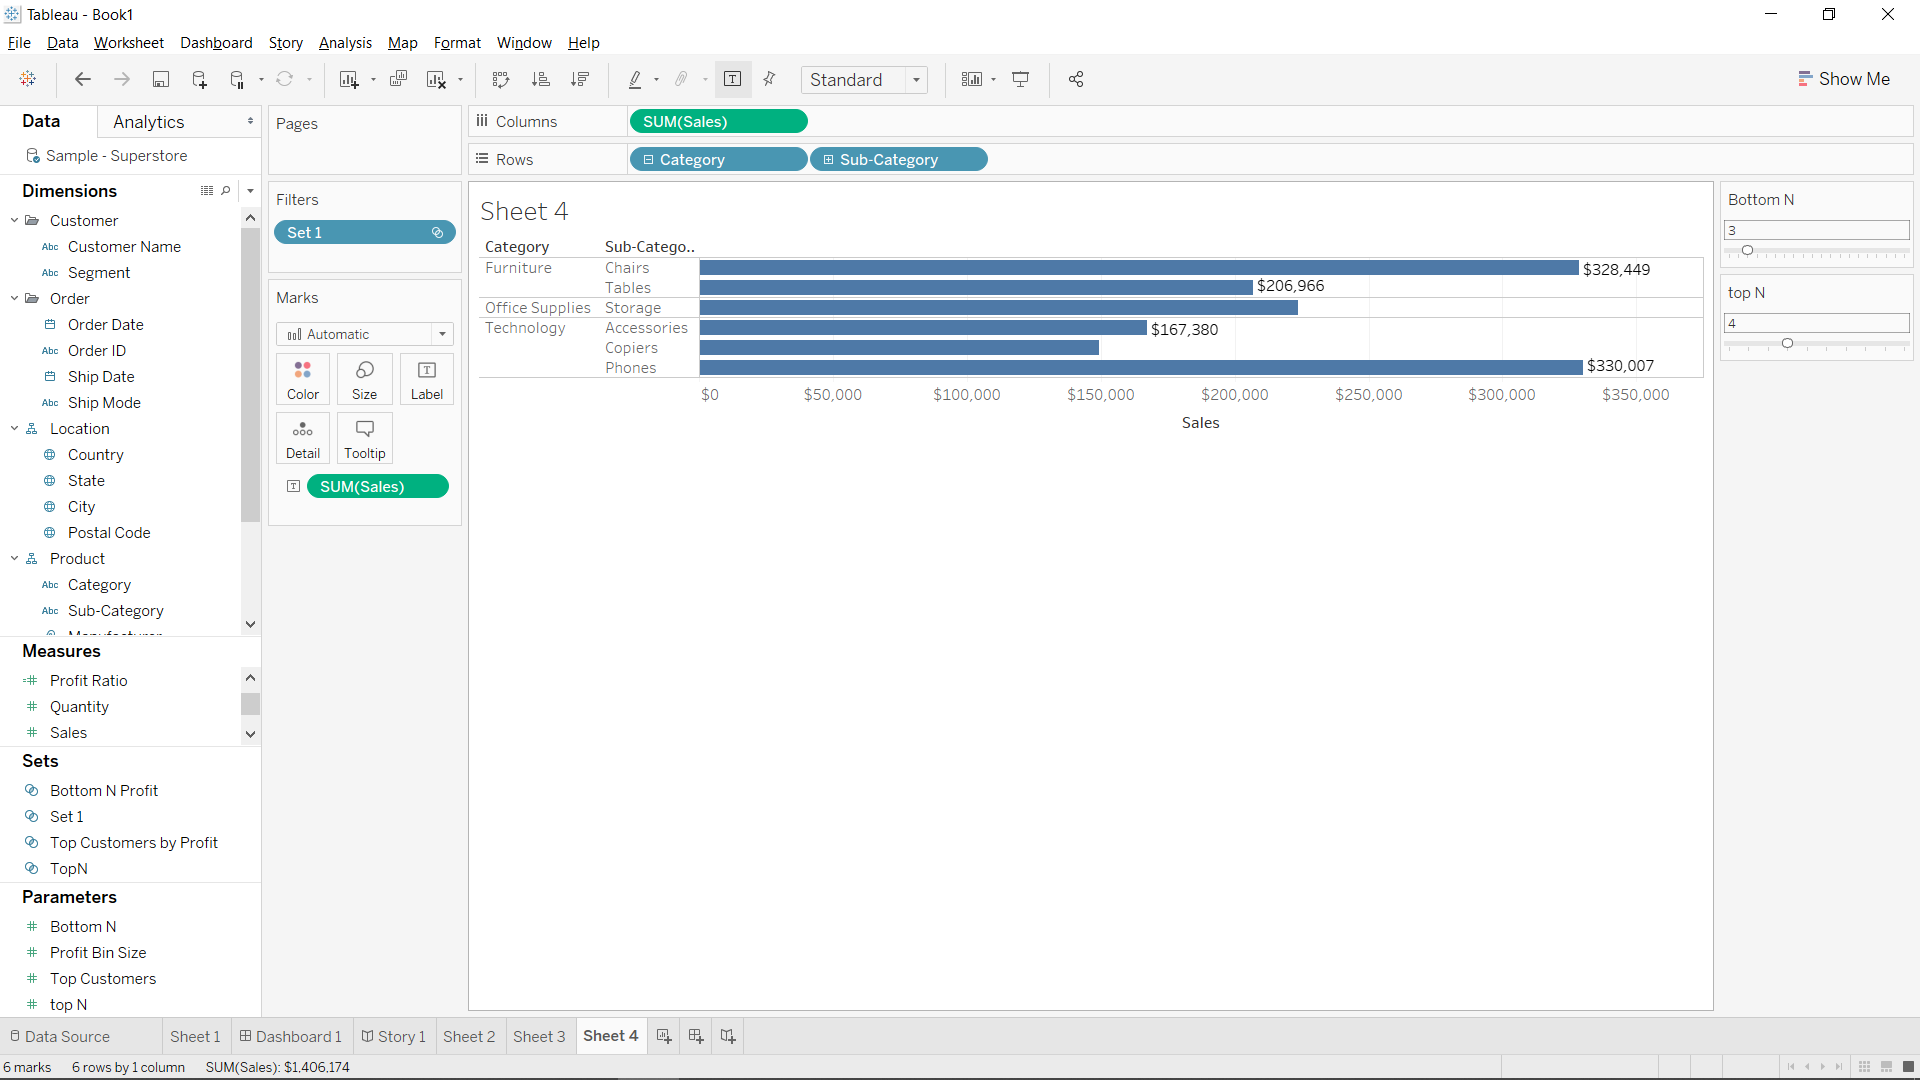 Tableau - Book1
File Data Worksheet Dashboard Story Analysis Map Format Window Help
Standard
Show Me
Data Analytics
Sample - Superstore
Dimensions
Customer
Abc Customer Name
Abc Segment
Order
Order Date
Abc Order ID
Ship Date
Abc Ship Mode
Location
Country
State
City
Postal Code
Product
Abc Category
Abc Sub-Category
Measures
Profit Ratio
Quantity
Sales
Sets
Bottom N Profit
Set 1
Top Customers by Profit
TopN
Parameters
Bottom N
Profit Bin Size
Top Customers
top N
Pages
Filters
Set 1
Marks
Automatic
Color Size Label
Detail Tooltip
SUM(Sales)
Columns SUM(Sales)
Rows Category Sub-Category
Sheet 4
Category Sub-Catego..
Furniture Chairs $328,449
Tables $206,966
Office Supplies Storage
Technology Accessories $167,380
Copiers
Phones $330,007
$0 $50,000 $100,000 $150,000 $200,000 $250,000 $300,000 $350,000
Sales
Bottom N
3
top N
4
Data Source Sheet 1 Dashboard 1 Story 1 Sheet 2 Sheet 3 Sheet 4
6 marks 6 rows by 1 column SUM(Sales): $1,406,174